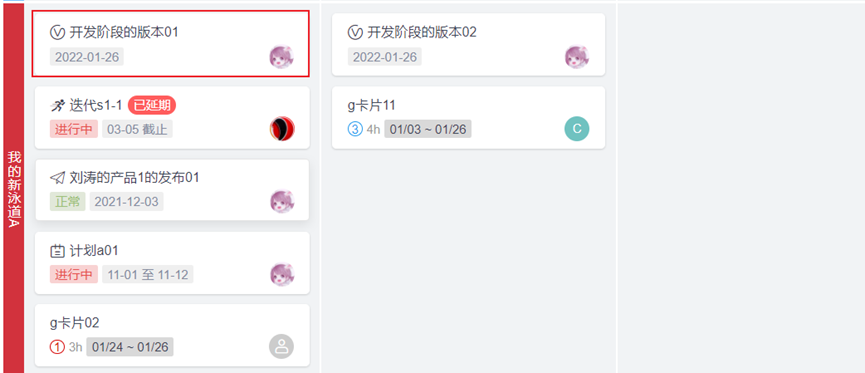 我的新泳道A
开发阶段的版本01
2022-01-26
迭代s1-1 已延期
进行中 03-05 截止
刘涛的产品1的发布01
正常 2021-12-03
计划a01
进行中 11-01 至 11-12
g卡片02
1 3h 01/24 ~ 01/26
开发阶段的版本02
2022-01-26
g卡片11
3 4h 01/03 ~ 01/26
C